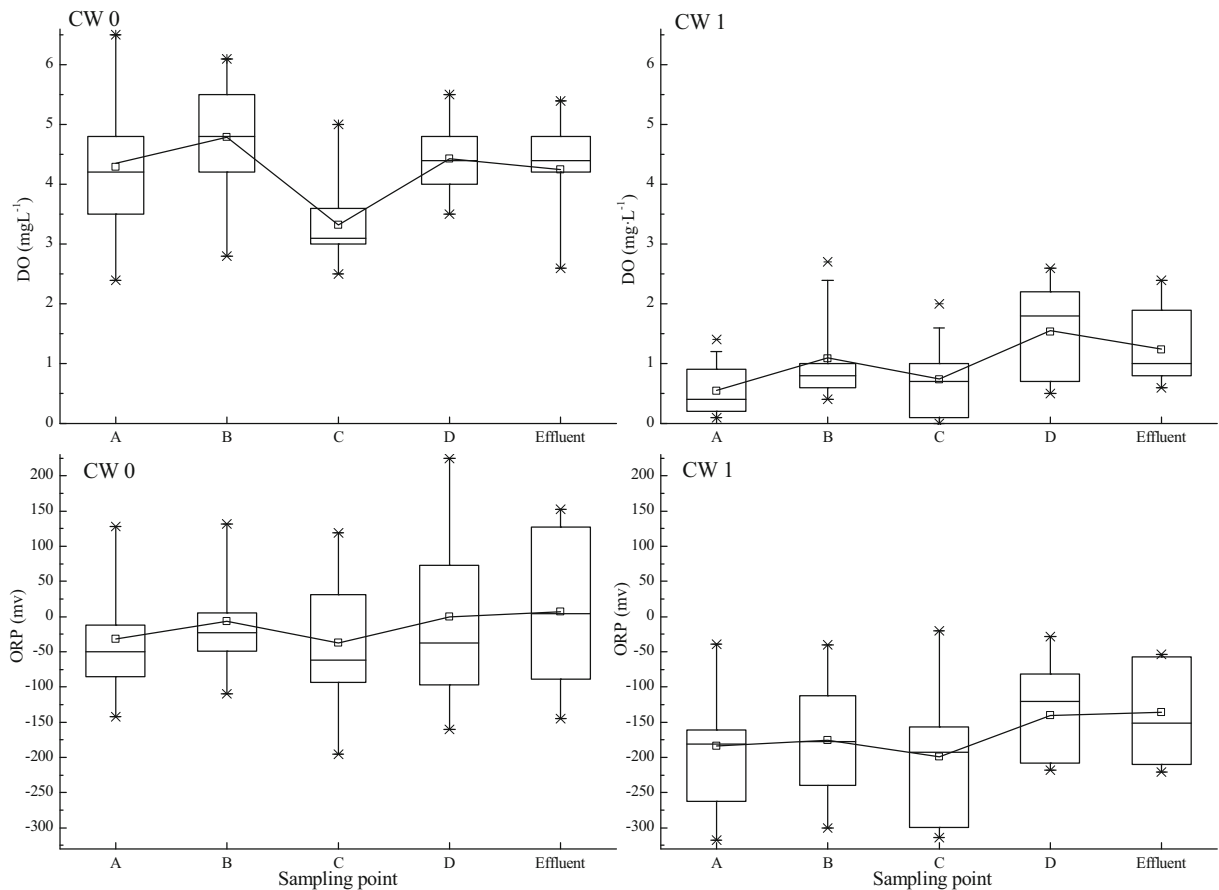 CW 0
6
5
4
3
2
1
0
DO (mgL⁻¹)
A
B
C
D
Effluent
CW 1
6
5
4
3
2
1
0
DO (mg·L⁻¹)
A
B
C
D
Effluent
CW 0
200
150
100
50
0
-50
-100
-150
-200
-250
-300
ORP (mv)
A
B
C
D
Effluent
Sampling point
CW 1
200
150
100
50
0
-50
-100
-150
-200
-250
-300
ORP (mv)
A
B
C
D
Effluent
Sampling point